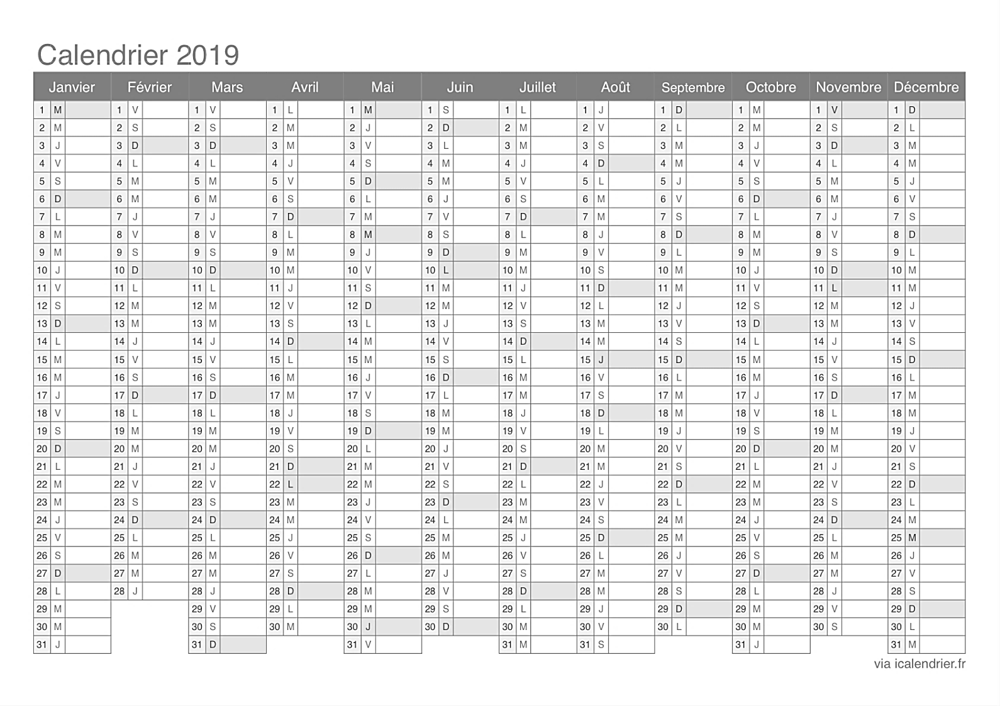 Calendrier 2019
Janvier Février Mars Avril Mai Juin Juillet Août Septembre Octobre Novembre Décembre
1 M 1 V 1 V 1 L 1 M 1 S 1 L 1 J 1 D 1 M 1 V 1 D
2 M 2 S 2 S 2 M 2 J 2 D 2 M 2 V 2 L 2 M 2 S 2 L
3 J 3 D 3 D 3 M 3 V 3 L 3 M 3 S 3 M 3 J 3 D 3 M
4 V 4 L 4 L 4 J 4 S 4 M 4 J 4 D 4 M 4 V 4 L 4 M
5 S 5 M 5 M 5 V 5 D 5 M 5 V 5 L 5 J 5 S 5 M 5 J
6 D 6 M 6 M 6 S 6 L 6 J 6 S 6 M 6 V 6 D 6 M 6 V
7 L 7 J 7 J 7 D 7 M 7 V 7 D 7 M 7 S 7 L 7 J 7 S
8 M 8 V 8 V 8 L 8 M 8 S 8 L 8 J 8 D 8 M 8 V 8 D
9 M 9 S 9 S 9 M 9 J 9 D 9 M 9 V 9 L 9 M 9 S 9 L
10 J 10 D 10 D 10 M 10 V 10 L 10 M 10 S 10 M 10 J 10 D 10 M
11 V 11 L 11 L 11 J 11 S 11 M 11 J 11 D 11 M 11 V 11 L 11 M
12 S 12 M 12 M 12 V 12 D 12 M 12 V 12 L 12 J 12 S 12 M 12 J
13 D 13 M 13 M 13 S 13 L 13 J 13 S 13 M 13 V 13 D 13 M 13 V
14 L 14 J 14 J 14 D 14 M 14 V 14 D 14 M 14 S 14 L 14 J 14 S
15 M 15 V 15 V 15 L 15 M 15 S 15 L 15 J 15 D 15 M 15 V 15 D
16 M 16 S 16 S 16 M 16 J 16 D 16 M 16 V 16 L 16 M 16 S 16 L
17 J 17 D 17 D 17 M 17 V 17 L 17 M 17 S 17 M 17 J 17 D 17 M
18 V 18 L 18 L 18 J 18 S 18 M 18 J 18 D 18 M 18 V 18 L 18 M
19 S 19 M 19 M 19 V 19 D 19 M 19 V 19 L 19 J 19 S 19 M 19 J
20 D 20 M 20 M 20 S 20 L 20 J 20 S 20 M 20 V 20 D 20 M 20 V
21 L 21 J 21 J 21 D 21 M 21 V 21 D 21 M 21 S 21 L 21 J 21 S
22 M 22 V 22 V 22 L 22 M 22 S 22 L 22 J 22 D 22 M 22 V 22 D
23 M 23 S 23 S 23 M 23 J 23 D 23 M 23 V 23 L 23 M 23 S 23 L
24 J 24 D 24 D 24 M 24 V 24 L 24 M 24 S 24 M 24 J 24 D 24 M
25 V 25 L 25 L 25 J 25 S 25 M 25 J 25 D 25 M 25 V 25 L 25 M
26 S 26 M 26 M 26 V 26 D 26 M 26 V 26 L 26 J 26 S 26 M 26 J
27 D 27 M 27 M 27 S 27 L 27 J 27 S 27 M 27 V 27 D 27 M 27 V
28 L 28 J 28 J 28 D 28 M 28 V 28 D 28 M 28 S 28 L 28 J 28 S
29 M 29 V 29 L 29 M 29 S 29 L 29 J 29 D 29 M 29 V 29 D
30 M 30 S 30 M 30 J 30 D 30 M 30 V 30 L 30 M 30 S 30 L
31 J 31 D 31 V 31 M 31 S 31 J 31 M
via icalendrier.fr